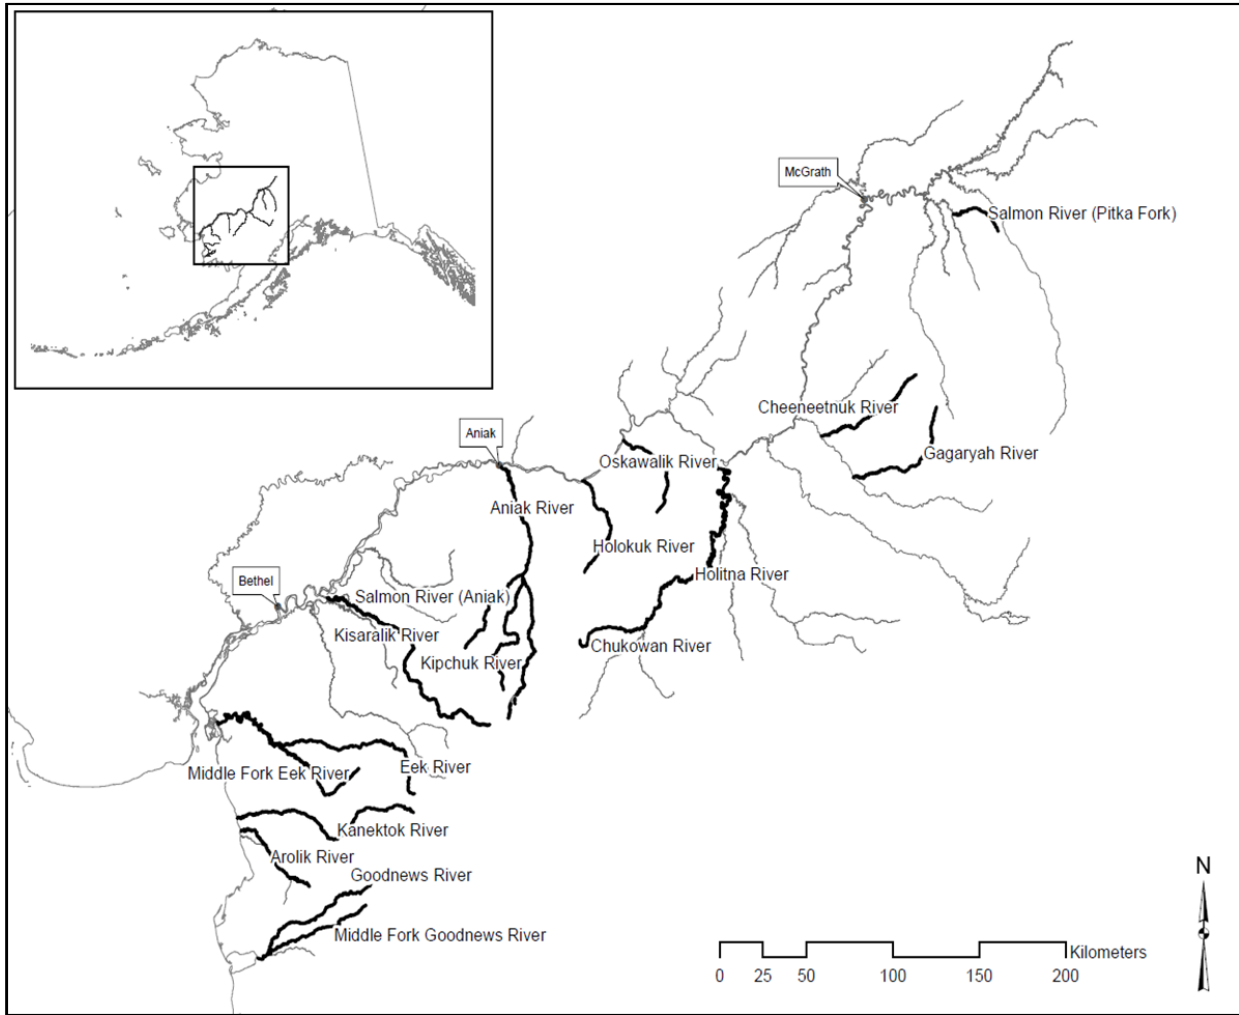 McGrath
Salmon River (Pitka Fork)
Cheeneetnuk River
Gagaryah River
Aniak
Oskawalik River
Aniak River
Holokuk River
Holitna River
Bethel
Salmon River (Aniak)
Kisaralik River
Kipchuk River
Chukowan River
Middle Fork Eek River
Eek River
Kanektok River
Arolik River
Goodnews River
Middle Fork Goodnews River
N
Kilometers
0 25 50 100 150 200